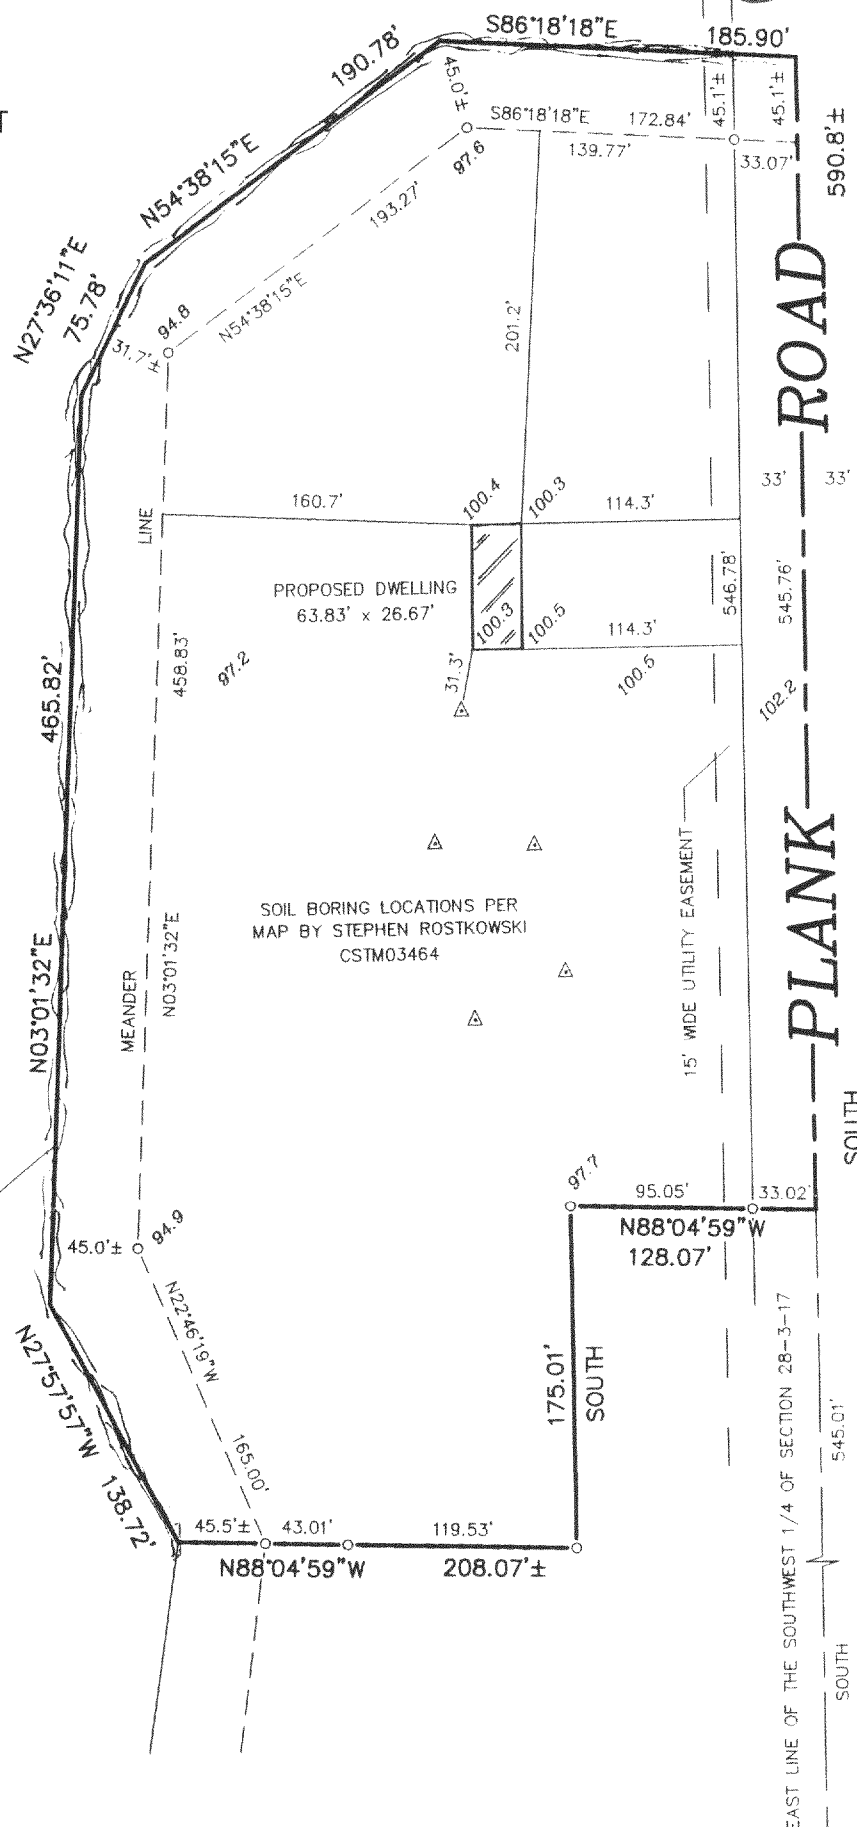 S86°18'18"E
185.90'
190.78'
45.0'±
45.1'±
45.1'±
S86°18'18"E
172.84'
139.77'
33.07'
590.8'±
97.6
N54°38'15"E
193.27'
N54°38'15"E
N27°36'11"E
75.78'
31.7'±
94.8
201.2'
ROAD
160.7'
100.4
100.3
114.3'
33'
33'
LINE
PROPOSED DWELLING
63.83' x 26.67'
100.3
100.5
546.78'
545.76'
114.3'
458.83'
97.2
31.3'
100.5
102.2
465.82'
15' WIDE UTILITY EASEMENT
PLANK
SOIL BORING LOCATIONS PER
MAP BY STEPHEN ROSTKOWSKI
CSTM03464
N03°01'32"E
MEANDER
N03°01'32"E
SOUTH
97.7
95.05'
33.02'
N88°04'59"W
128.07'
94.9
45.0'±
N22°46'19"W
165.00'
N27°57'57"W
138.72'
175.01'
SOUTH
EAST LINE OF THE SOUTHWEST 1/4 OF SECTION 28-3-17
545.01'
45.5'±
43.01'
119.53'
N88°04'59"W
208.07'±
SOUTH